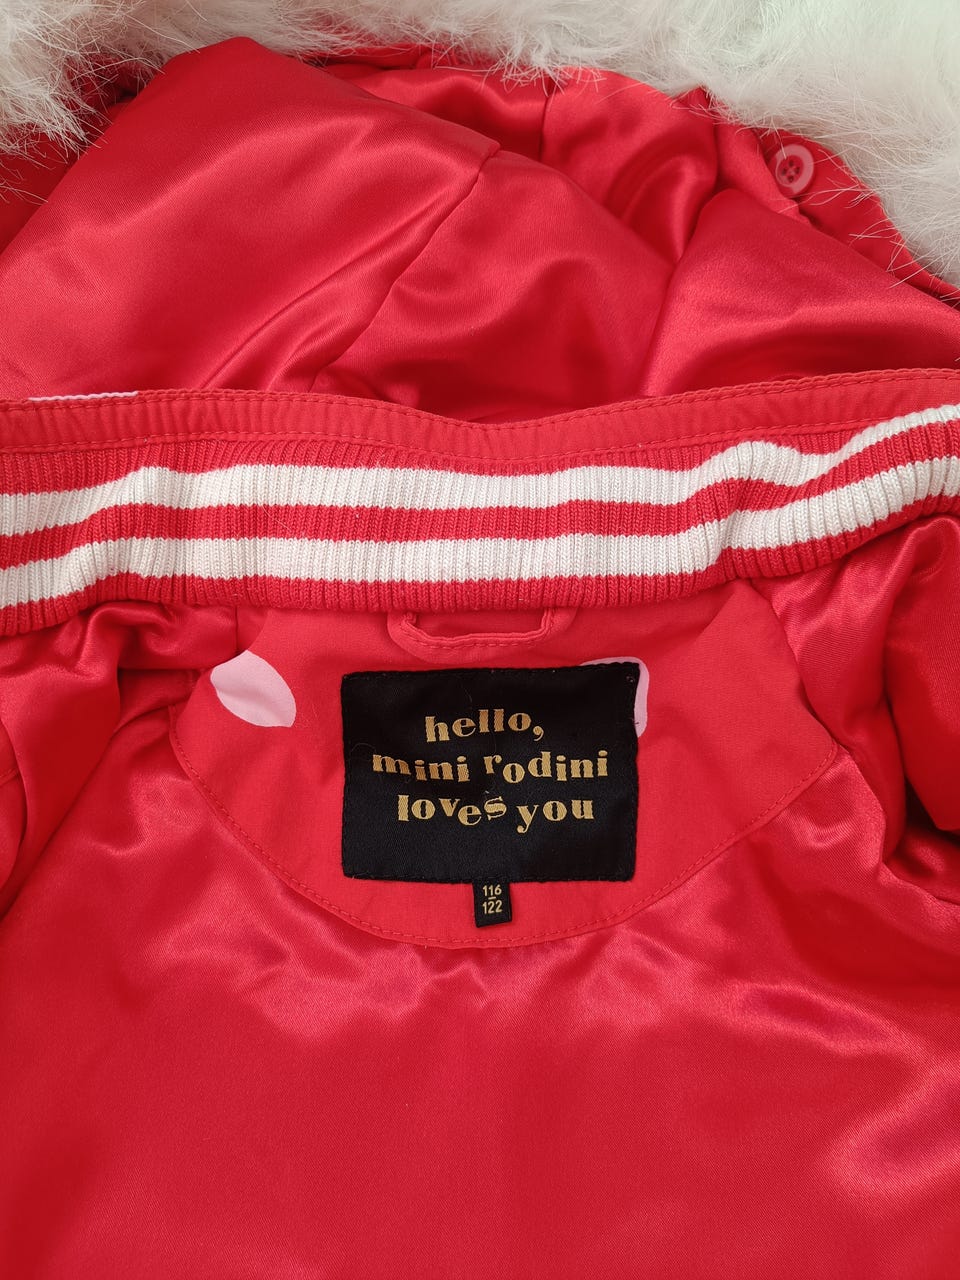 hello,
mini rodini
loves you
116
122